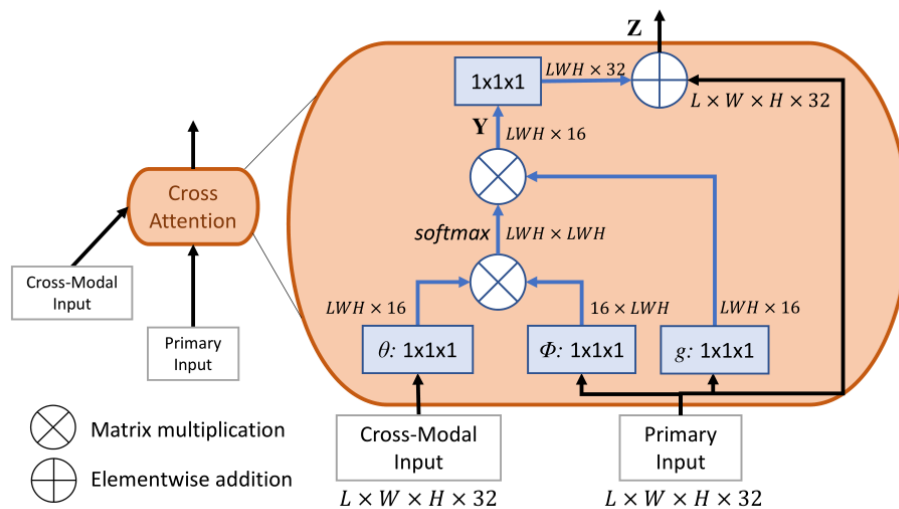 Z
1x1x1
LWH × 32
L × W × H × 32
Y
LWH × 16
Cross
Attention
softmax
LWH × LWH
Cross-Modal
Input
Primary
Input
LWH × 16
16 × LWH
LWH × 16
θ: 1x1x1
Φ: 1x1x1
g: 1x1x1
Matrix multiplication
Elementwise addition
Cross-Modal
Input
L × W × H × 32
Primary
Input
L × W × H × 32